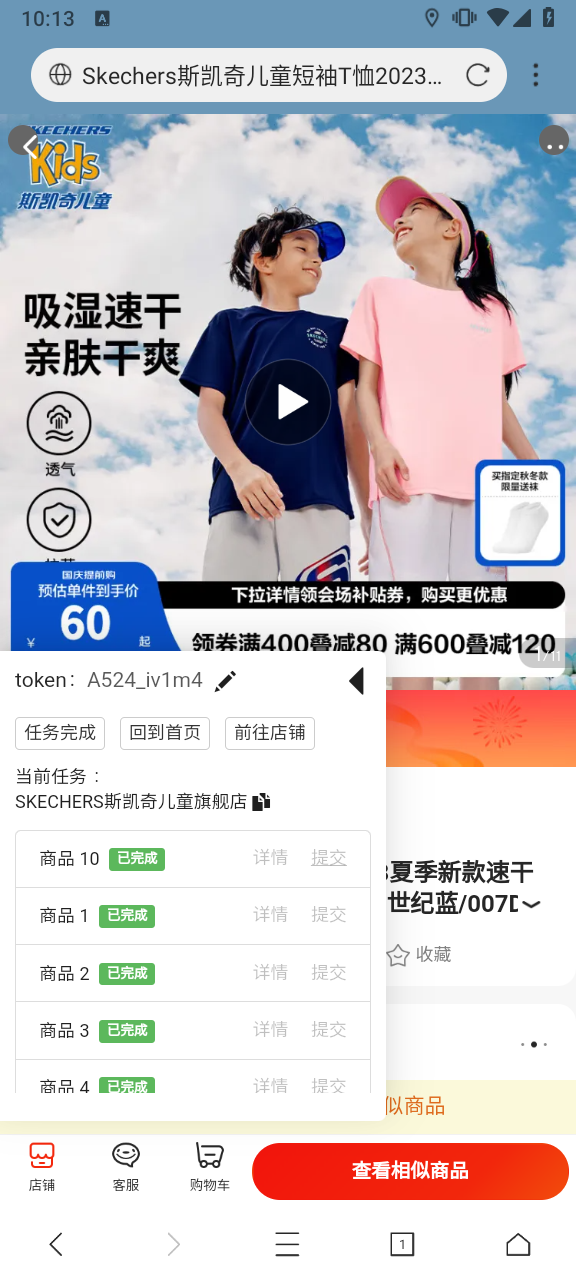 10:13
A
Skechers斯凯奇儿童短袖T恤2023…
SKECHERS
Kids
斯凯奇儿童
吸湿速干
亲肤干爽
透气
买指定秋冬款
限量送袜
国庆提前购
预估单件到手价
¥ 60 起
下拉详情领会场补贴券，购买更优惠
领券满400叠减80 满600叠减120
1/11
token： A524_iv1m4
任务完成 回到首页 前往店铺
当前任务：
SKECHERS斯凯奇儿童旗舰店
商品 10 已完成 详情 提交
商品 1 已完成 详情 提交
商品 2 已完成 详情 提交
商品 3 已完成 详情 提交
商品 4 已完成 详情 提交
夏季新款速干
世纪蓝/007D
收藏
似商品
店铺
客服
购物车
查看相似商品
1